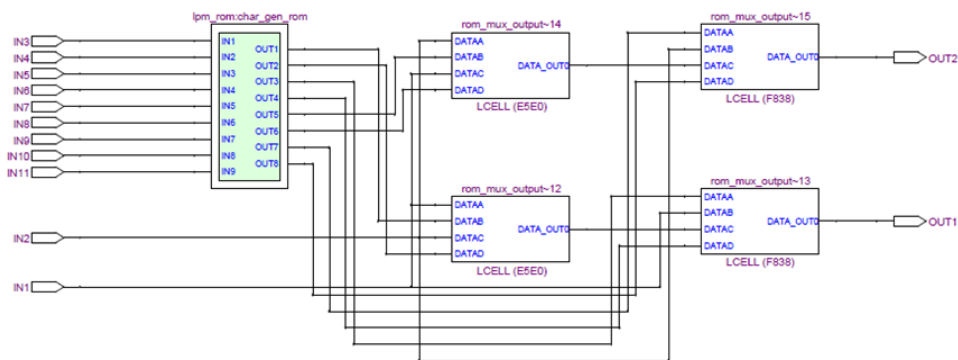 lpm_rom:char_gen_rom
rom_mux_output~14
rom_mux_output~15
IN3
IN4
IN5
IN6
IN7
IN8
IN9
IN10
IN11
IN2
IN1
IN1
IN2
IN3
IN4
IN5
IN6
IN7
IN8
IN9
OUT1
OUT2
OUT3
OUT4
OUT5
OUT6
OUT7
OUT8
DATAA
DATAB
DATAC
DATAD
DATA_OUT0
LCELL (E5E0)
DATAA
DATAB
DATAC
DATAD
DATA_OUT0
LCELL (F838)
OUT2
rom_mux_output~12
DATAA
DATAB
DATAC
DATAD
DATA_OUT0
LCELL (E5E0)
rom_mux_output~13
DATAA
DATAB
DATAC
DATAD
DATA_OUT0
LCELL (F838)
OUT1